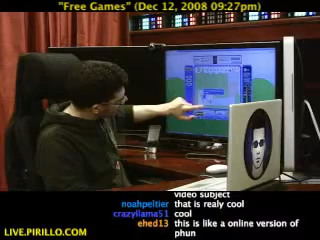 "Free Games" (Dec 12, 2008 09:27pm)
video subject
noahpeltier that is realy cool
crazyllama51 cool
ehed13 this is like a online version of
phun
LIVE.PIRILLO.COM